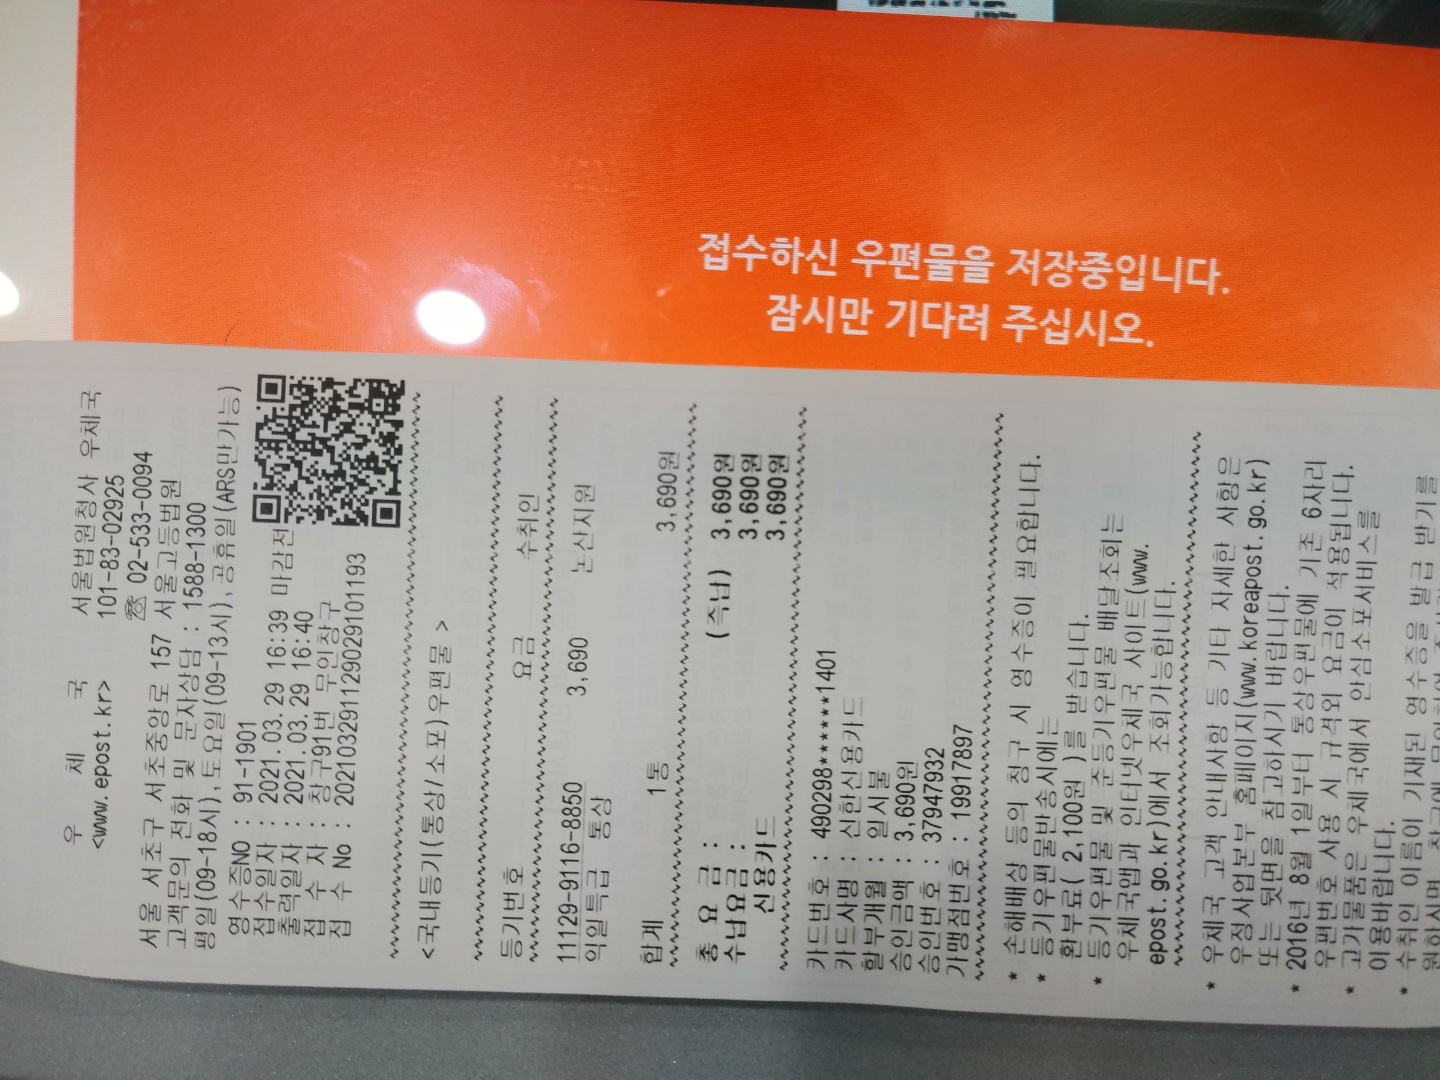 접수하신 우편물을 저장중입니다.
잠시만 기다려 주십시오.
우 체 국 서울법원청사 우체국
<www.epost.kr> 101-83-02925
☎ 02-533-0094
서울 서초구 서초중앙로 157 서울고등법원
고객문의 전화 및 문자상담 : 1588-1300
평일(09-18시),토요일(09-13시),공휴일(ARS만가능)
영수증NO : 91-1901
접수일자 : 2021.03.29 16:39 마감전
출력일자 : 2021.03.29 16:40
접 수 자 : 창구91번 무인창구
접 수 No : 20210329112902910193
<국내등기(통상/소포)우편물 >
등기번호 요금 수취인
11129-9116-8850 3,690 논산지원
익일특급 통상
합계 1통 3,690원
총 요 금 : (즉납) 3,690원
수납요금 : 3,690원
신용카드 3,690원
카드번호 : 490298******1401
카드사명 : 신한신용카드
할부개월 : 일시불
승인금액 : 3,690원
승인번호 : 37947932
가맹점번호 : 19917897
* 손해배상 등의 청구 시 영수증이 필요합니다.
* 등기우편물반송시에는
환부료( 2,100원 )를 받습니다.
* 등기우편물 및 준등기우편물 배달조회는
우체국앱과 인터넷우체국 사이트(www.
epost.go.kr)에서 조회가능합니다.
* 우체국 고객 안내사항 등 기타 자세한 사항은
우정사업본부 홈페이지(www.koreapost.go.kr)
또는 뒷면을 참고하시기 바랍니다.
* 2016년 8월 1일부터 통상우편물에 기존 6자리
우편번호 사용 시 규격외 요금이 적용됩니다.
* 고가물품은 우체국에서 안심소포서비스를
이용바랍니다.
* 수취인 이름이 기재된 영수증을 발급 받기를
원하시면